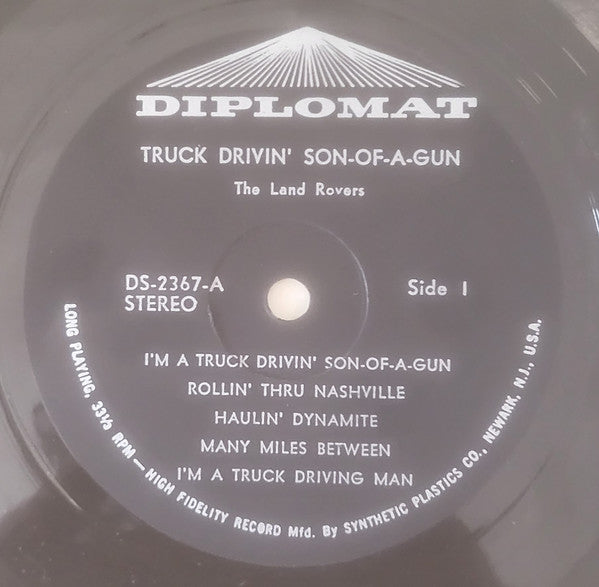 DIPLOMAT
TRUCK DRIVIN' SON-OF-A-GUN
The Land Rovers
DS-2367-A
STEREO
Side 1
I'M A TRUCK DRIVIN' SON-OF-A-GUN
ROLLIN' THRU NASHVILLE
HAULIN' DYNAMITE
MANY MILES BETWEEN
I'M A TRUCK DRIVING MAN
LONG PLAYING, 33⅓ RPM — HIGH FIDELITY RECORD Mfd. By SYNTHETIC PLASTICS CO., NEWARK, N.J., U.S.A.